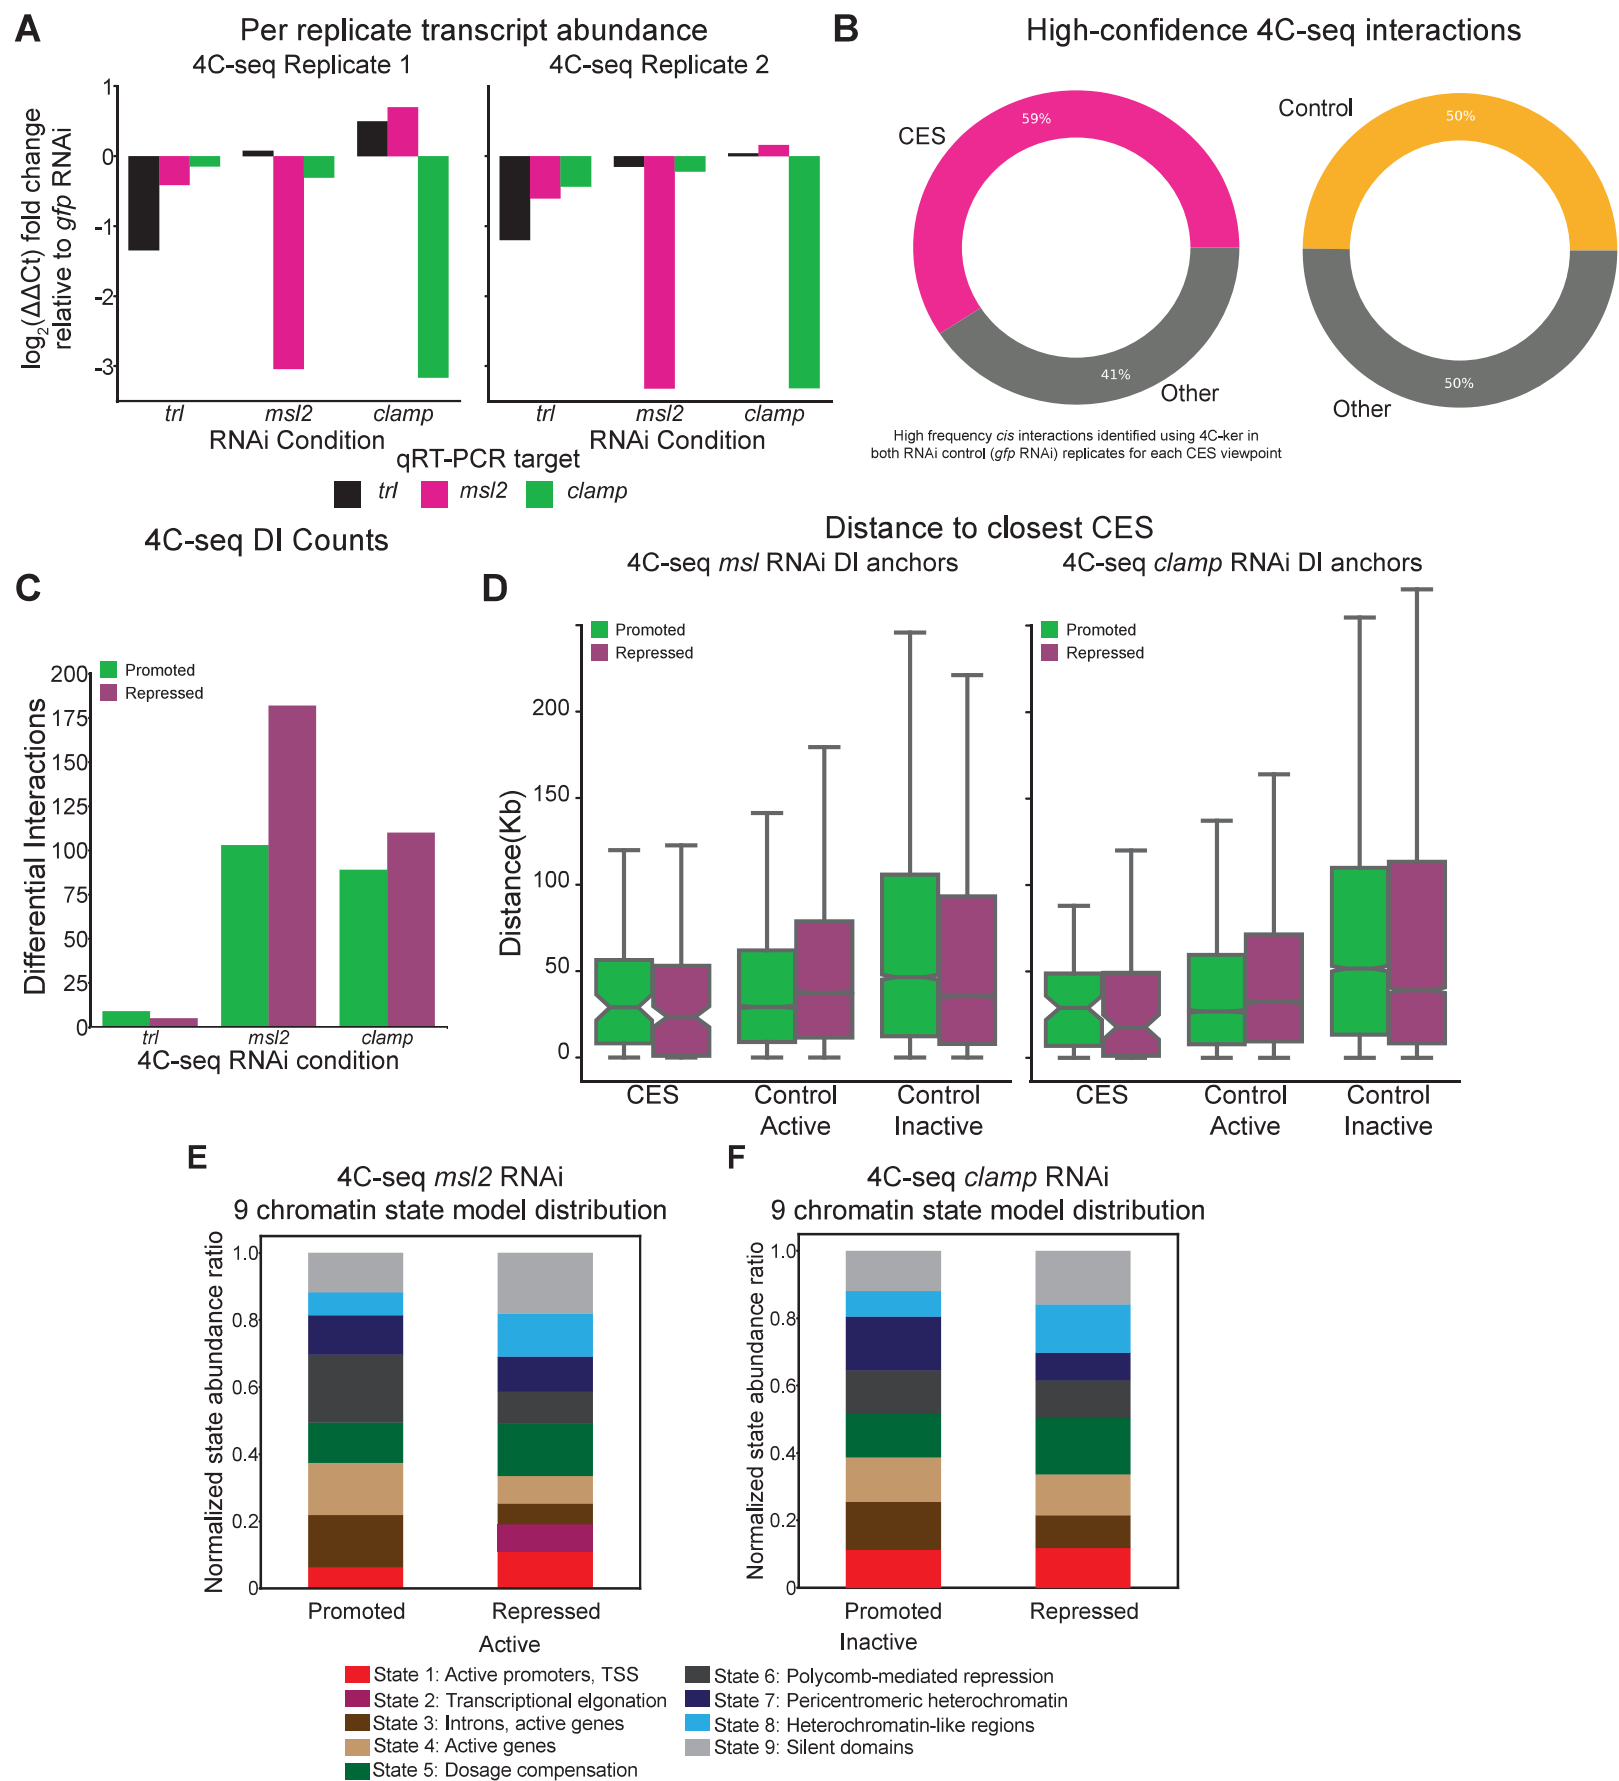 A
Per replicate transcript abundance
4C-seq Replicate 1
4C-seq Replicate 2
log2(ΔΔCt) fold change
relative to gfp RNAi
1
0
-1
-2
-3
trl
msl2
clamp
trl
msl2
clamp
RNAi Condition
RNAi Condition
qRT-PCR target
trl
msl2
clamp
B
High-confidence 4C-seq interactions
CES
59%
41%
Other
Control
50%
50%
Other
High frequency cis interactions identified using 4C-ker in
both RNAi control (gfp RNAi) replicates for each CES viewpoint
C
4C-seq DI Counts
Promoted
Repressed
Differential Interactions
200
175
150
125
100
75
50
25
0
trl
msl2
clamp
4C-seq RNAi condition
D
Distance to closest CES
4C-seq msl RNAi DI anchors
4C-seq clamp RNAi DI anchors
Promoted
Repressed
Promoted
Repressed
Distance(Kb)
200
150
100
50
0
CES
Control
Active
Control
Inactive
CES
Control
Active
Control
Inactive
E
4C-seq msl2 RNAi
9 chromatin state model distribution
Normalized state abundance ratio
1.0
0.8
0.6
0.4
0.2
0
Promoted
Repressed
F
4C-seq clamp RNAi
9 chromatin state model distribution
Normalized state abundance ratio
1.0
0.8
0.6
0.4
0.2
0
Promoted
Repressed
Active
State 1: Active promoters, TSS
State 2: Transcriptional elgonation
State 3: Introns, active genes
State 4: Active genes
State 5: Dosage compensation
Inactive
State 6: Polycomb-mediated repression
State 7: Pericentromeric heterochromatin
State 8: Heterochromatin-like regions
State 9: Silent domains